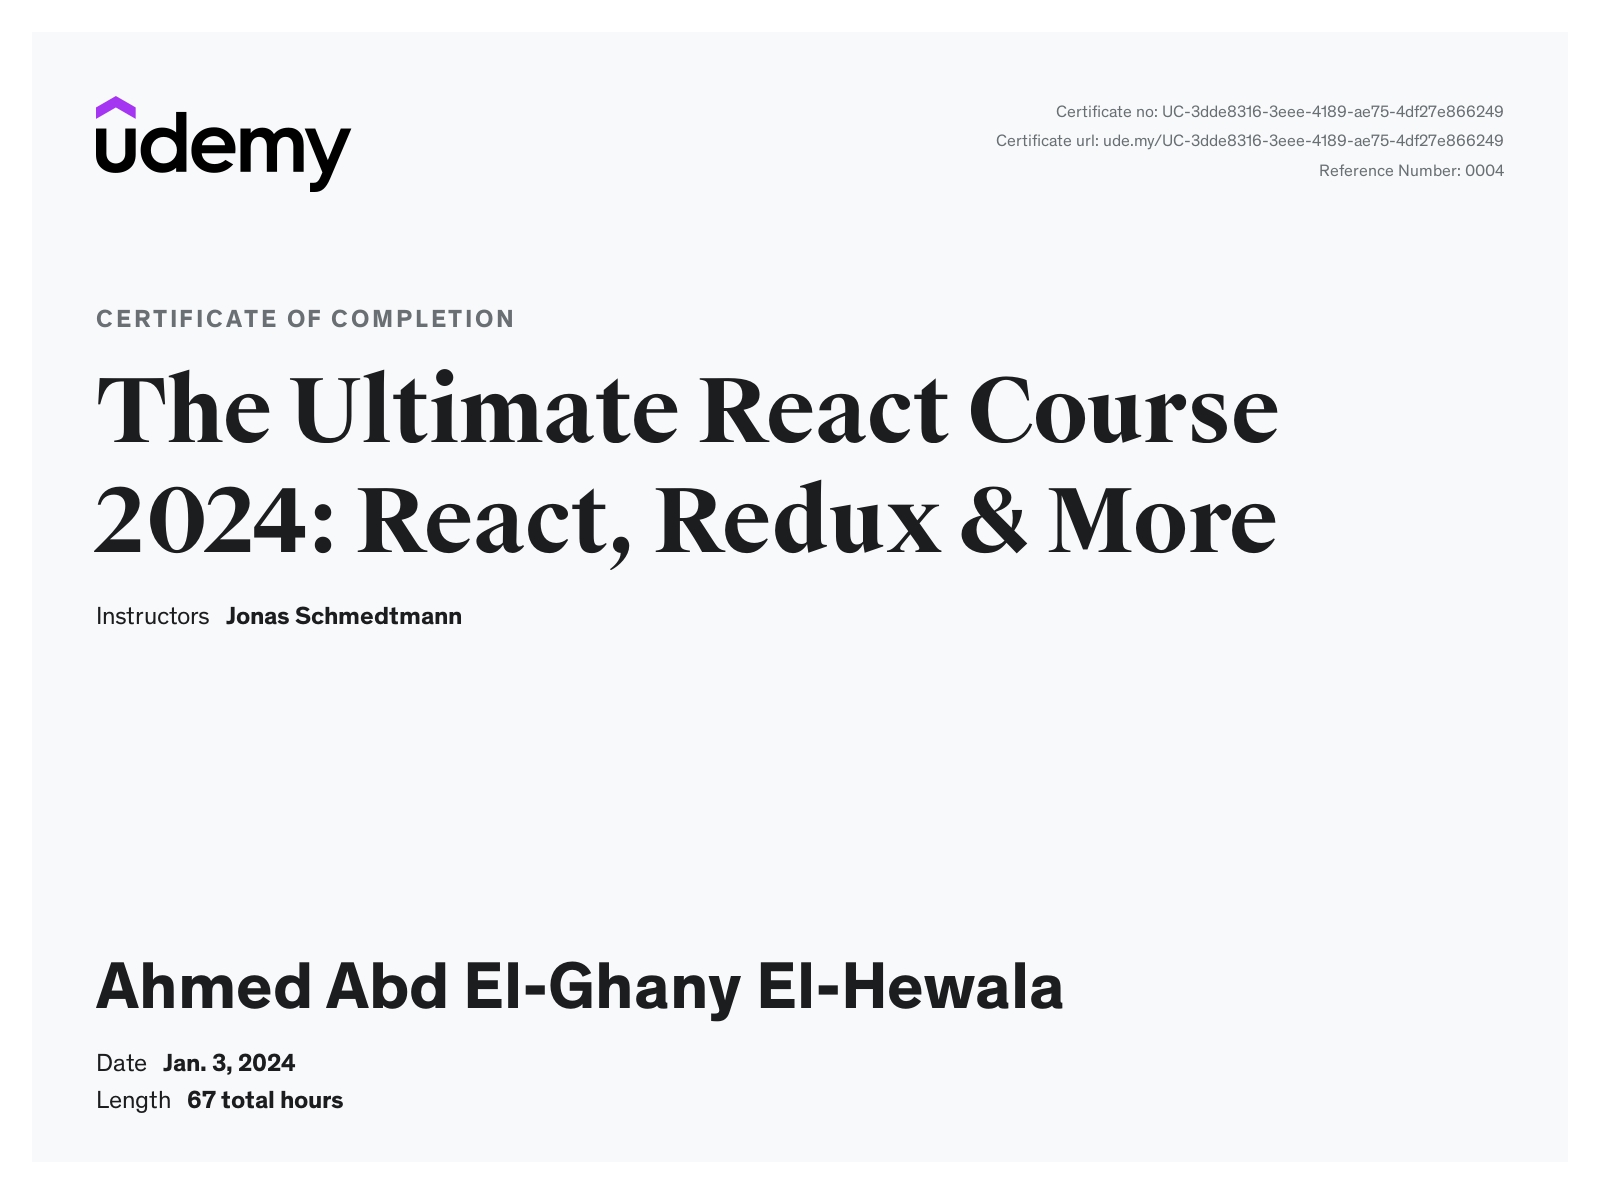 udemy
Certificate no: UC-3dde8316-3eee-4189-ae75-4df27e866249
Certificate url: ude.my/UC-3dde8316-3eee-4189-ae75-4df27e866249
Reference Number: 0004
CERTIFICATE OF COMPLETION
The Ultimate React Course
2024: React, Redux & More
Instructors Jonas Schmedtmann
Ahmed Abd El-Ghany El-Hewala
Date Jan. 3, 2024
Length 67 total hours